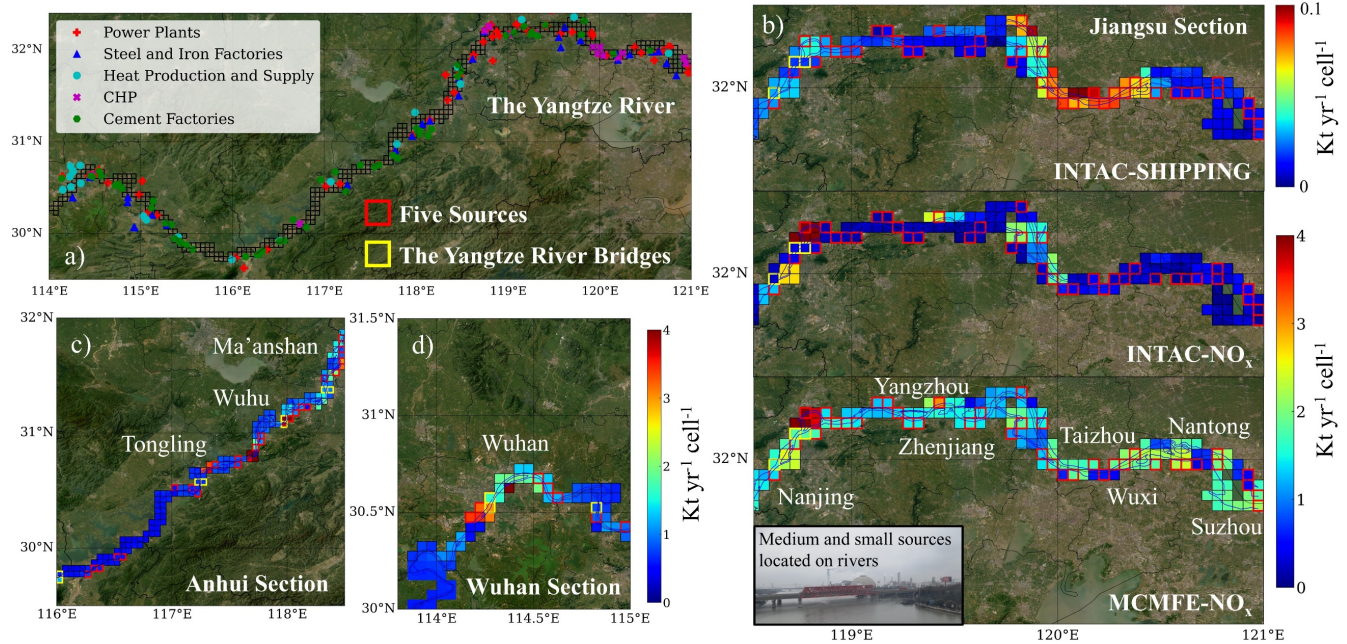 32°N
31°N
30°N
114°E
115°E
116°E
117°E
118°E
119°E
120°E
121°E
Power Plants
Steel and Iron Factories
Heat Production and Supply
CHP
Cement Factories
The Yangtze River
Five Sources
The Yangtze River Bridges
a)
b)
Jiangsu Section
32°N
INTAC-SHIPPING
0.1
0
Kt yr⁻¹ cell⁻¹
32°N
INTAC-NOₓ
32°N
Yangzhou
Zhenjiang
Taizhou
Nantong
Nanjing
Wuxi
Suzhou
Medium and small sources
located on rivers
MCMFE-NOₓ
119°E
120°E
121°E
4
3
2
1
0
Kt yr⁻¹ cell⁻¹
c)
32°N
31°N
30°N
Ma'anshan
Wuhu
Tongling
Anhui Section
116°E
117°E
118°E
d)
31.5°N
31°N
30.5°N
30°N
Wuhan
Wuhan Section
114°E
114.5°E
115°E
4
3
2
1
0
Kt yr⁻¹ cell⁻¹